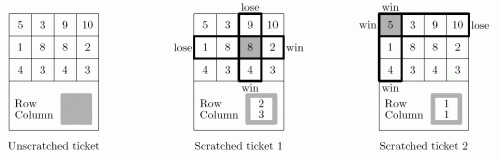 5 3 9 10
1 8 8 2
4 3 4 3
Row
Column
Unscratched ticket
lose
5 3 9 10
lose 1 8 8 2 win
4 3 4 3
win
Row 2
Column 3
Scratched ticket 1
win
win 5 3 9 10 lose
1 8 8 2
4 3 4 3
win
Row 1
Column 1
Scratched ticket 2